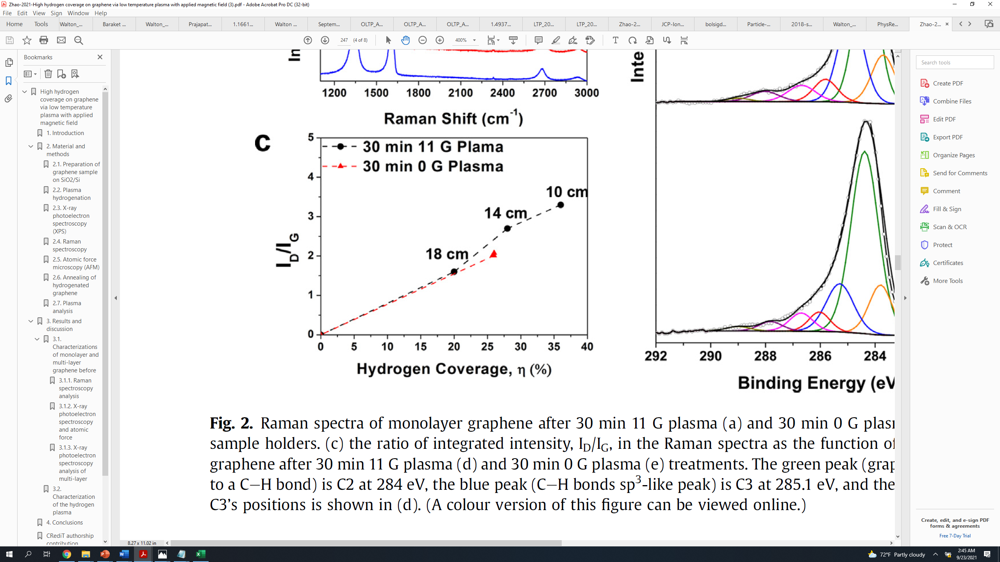 Zhao-2021-High hydrogen coverage on graphene via low temperature plasma with applied magnetic field (3).pdf - Adobe Acrobat Pro DC (32-bit)
File Edit View Sign Window Help
Home Tools Walton_... Baraket ... Walton_... Prajapat... 1.1661... Walton ... Septem... OLTP_A... OLTP_A... OLTP_A... 1.4937... LTP_20... LTP_20... Zhao-2... JCP-Ion... bolsigd... Particle-... 2018-s... Walton_... PhysRe... Zhao-2...
247 (4 of 8) 400%
Bookmarks
High hydrogen
coverage on graphene
via low temperature
plasma with applied
magnetic field
1. Introduction
2. Material and
methods
2.1. Preparation of
graphene sample
on SiO2/Si
2.2. Plasma
hydrogenation
2.3. X-ray
photoelectron
spectroscopy
(XPS)
2.4. Raman
spectroscopy
2.5. Atomic force
microscopy (AFM)
2.6. Annealing of
hydrogenated
graphene
2.7. Plasma
analysis
3. Results and
discussion
3.1.
Characterizations
of monolayer and
multi-layer
graphene before
3.1.1. Raman
spectroscopy
analysis
3.1.2. X-ray
photoelectron
spectroscopy
and atomic
force
3.1.3. X-ray
photoelectron
spectroscopy
analysis of
multi-layer
3.2.
Characterization
of the hydrogen
plasma
4. Conclusions
CRediT authorship
contribution
In
1200 1500 1800 2100 2400 2700 3000
Raman Shift (cm⁻¹)
c
30 min 11 G Plama
30 min 0 G Plasma
10 cm
14 cm
18 cm
5
4
3
2
1
0
I_D/I_G
0 5 10 15 20 25 30 35 40
Hydrogen Coverage, η (%)
Inte
292 290 288 286 284
Binding Energy (eV
Fig. 2. Raman spectra of monolayer graphene after 30 min 11 G plasma (a) and 30 min 0 G plasm
sample holders. (c) the ratio of integrated intensity, I_D/I_G, in the Raman spectra as the function of
graphene after 30 min 11 G plasma (d) and 30 min 0 G plasma (e) treatments. The green peak (grap
to a C−H bond) is C2 at 284 eV, the blue peak (C−H bonds sp³-like peak) is C3 at 285.1 eV, and the
C3's positions is shown in (d). (A colour version of this figure can be viewed online.)
8.27 x 11.02 in
Search tools
Create PDF
Combine Files
Edit PDF
Export PDF
Organize Pages
Send for Comments
Comment
Fill & Sign
Scan & OCR
Protect
Certificates
More Tools
Create, edit, and e-sign PDF
forms & agreements
Free 7-Day Trial
72°F Partly cloudy
2:45 AM
9/23/2021